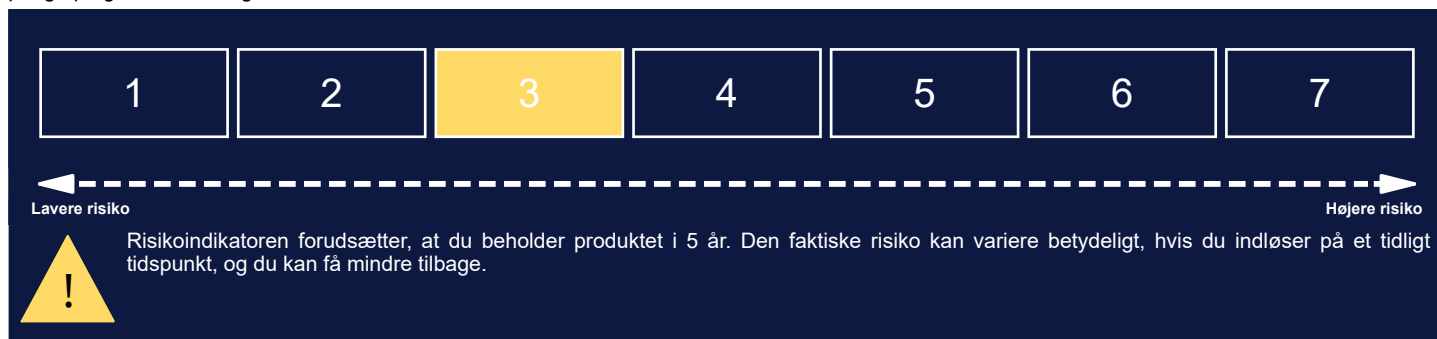 1 2 3 4 5 6 7
Lavere risiko Højere risiko
Risikoindikatoren forudsætter, at du beholder produktet i 5 år. Den faktiske risiko kan variere betydeligt, hvis du indløser på et tidligt
tidspunkt, og du kan få mindre tilbage.
!